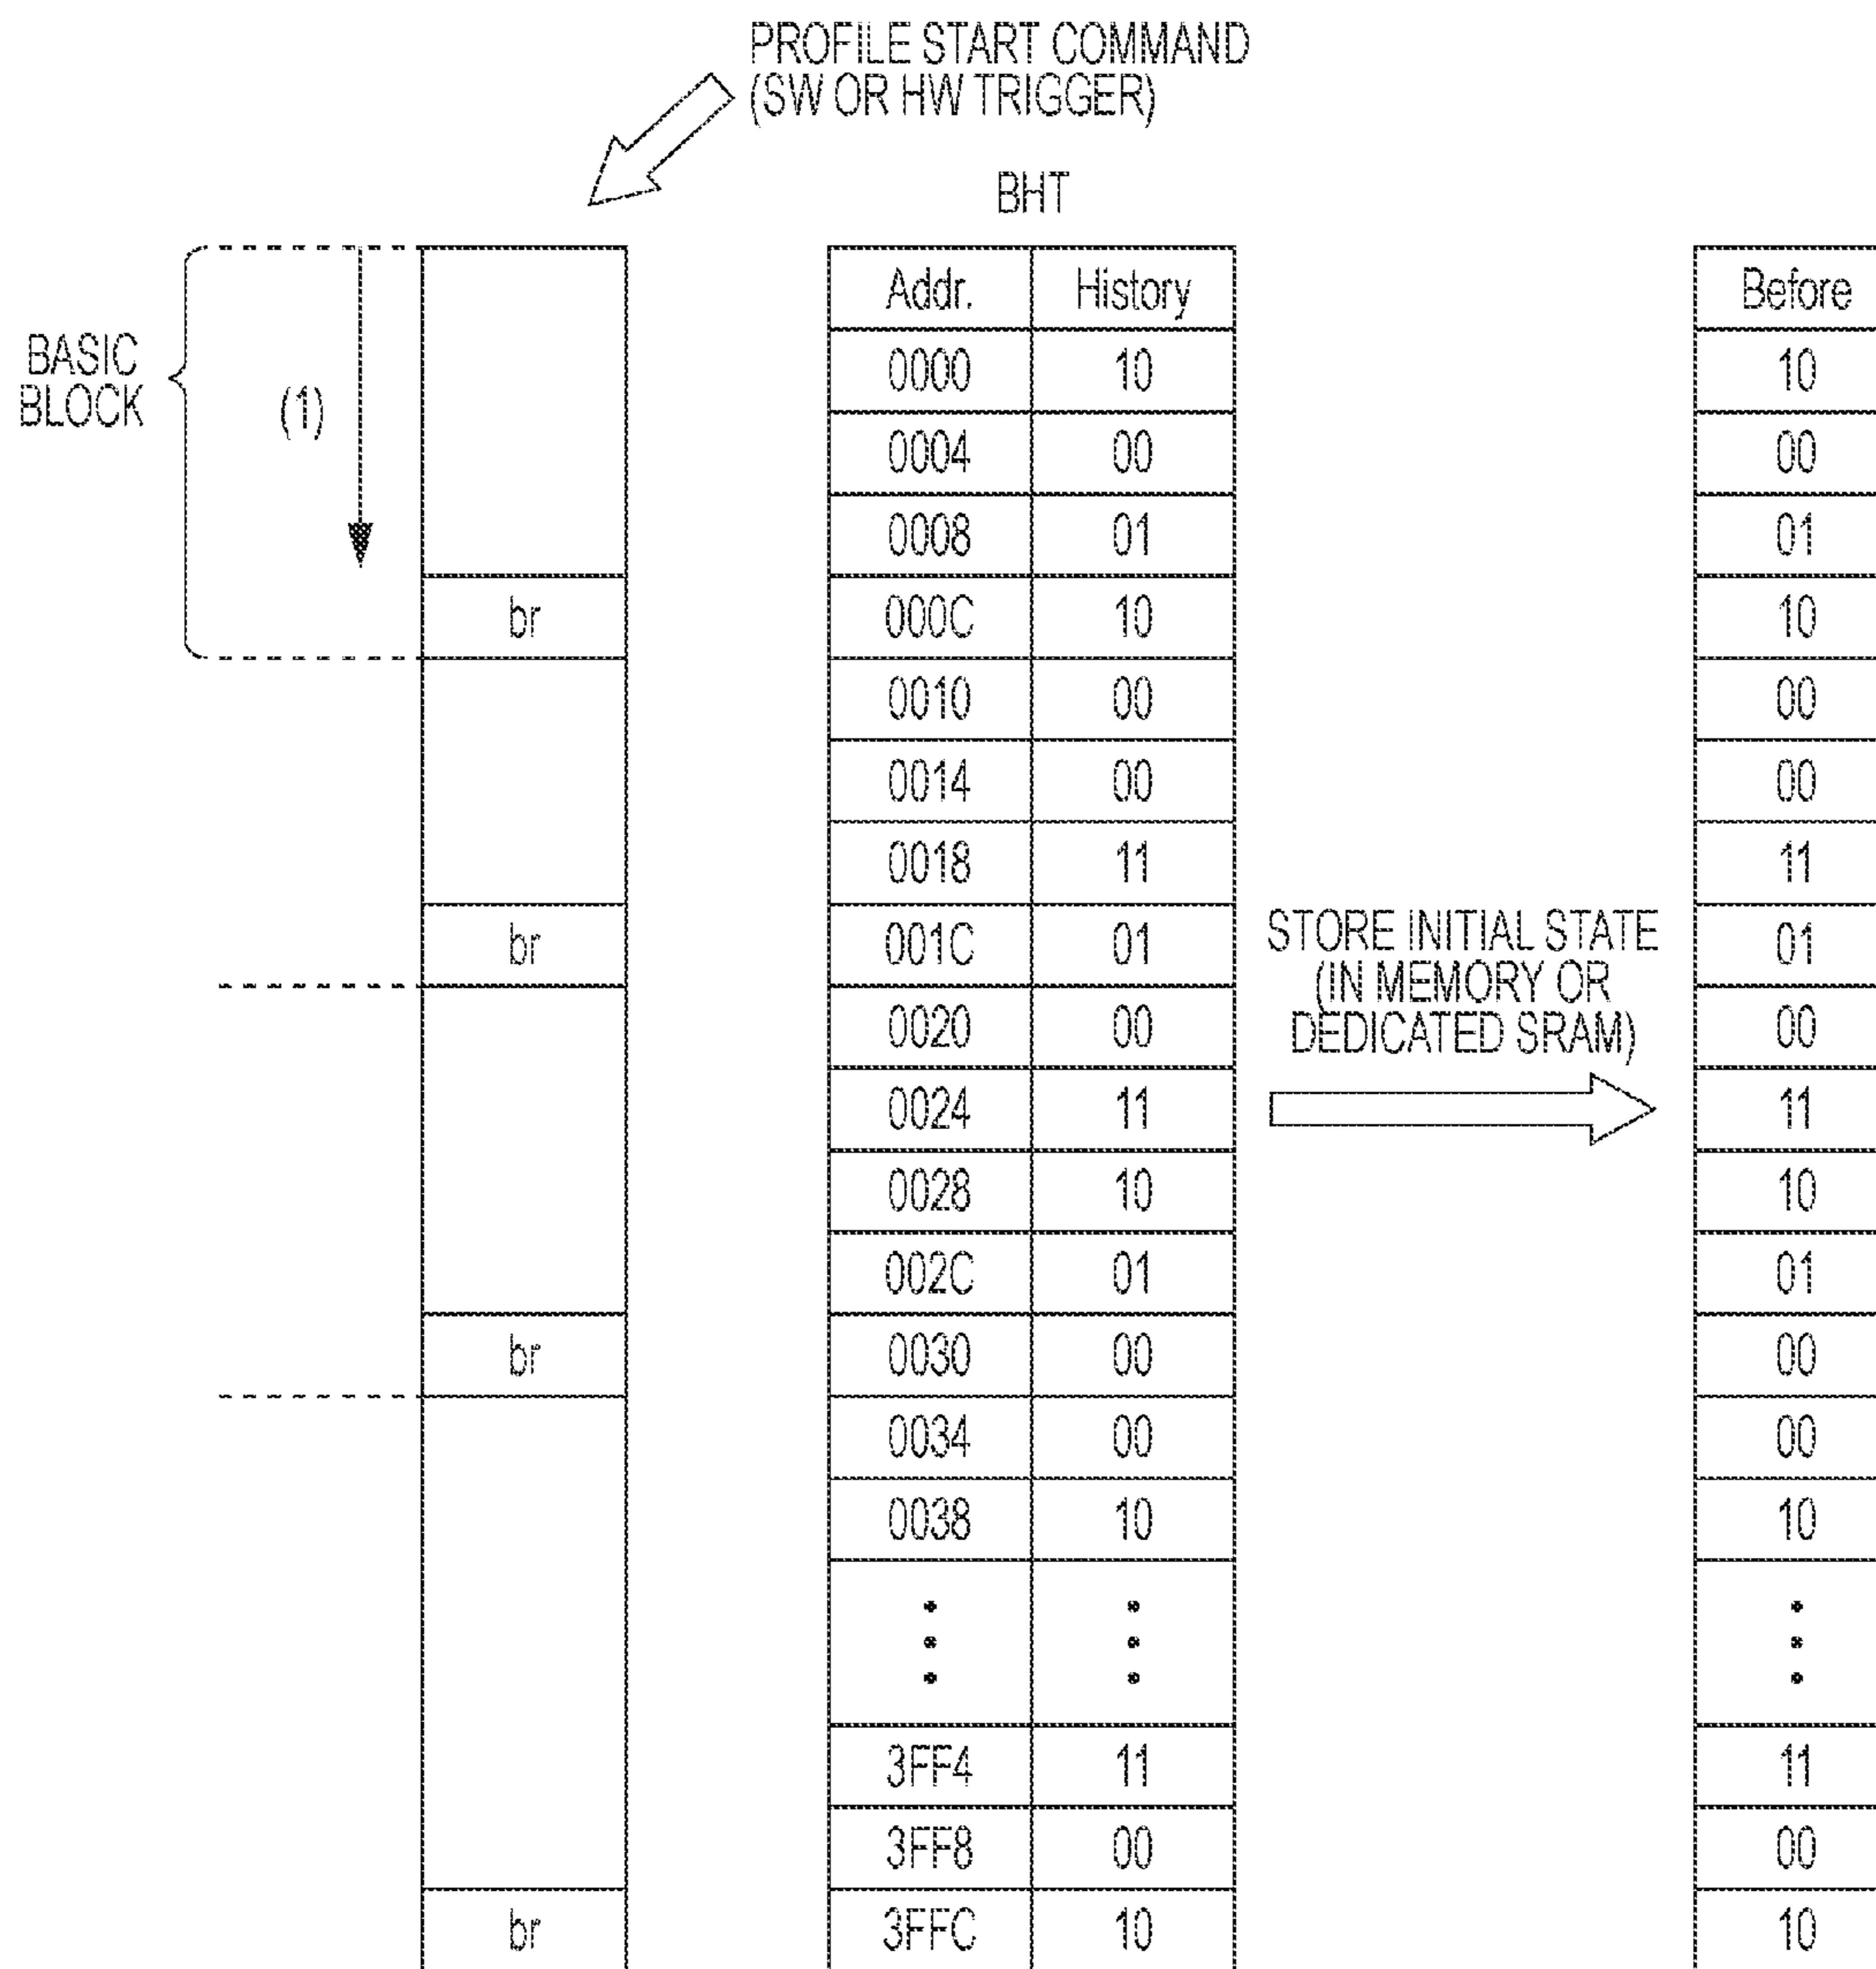 PROFILE START COMMAND
(SW OR HW TRIGGER)
BHT
BASIC
BLOCK
(1)
br
br
br
br
Addr. History
0000 10
0004 00
0008 01
000C 10
0010 00
0014 00
0018 11
001C 01
0020 00
0024 11
0028 10
002C 01
0030 00
0034 00
0038 10
3FF4 11
3FF8 00
3FFC 10
STORE INITIAL STATE
(IN MEMORY OR
DEDICATED SRAM)
Before
10
00
01
10
00
00
11
01
00
11
10
01
00
00
10
11
00
10